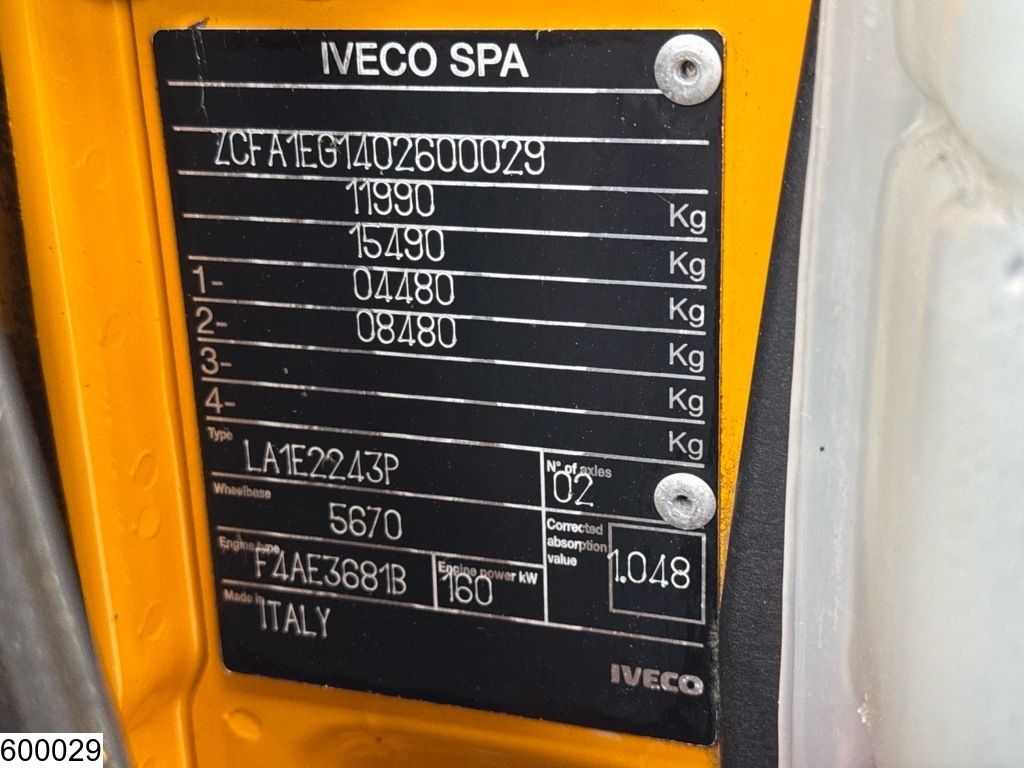 IVECO SPA
ZCFA1EG1402600029
11990 Kg
15490 Kg
1- 04480 Kg
2- 08480 Kg
3- Kg
4- Kg
Type LA1E2243P
N° of axles 02
Wheelbase 5670
Corrected absorption value 1.048
Engine type F4AE3681B
Engine power kW 160
Made in ITALY
IVECO
600029